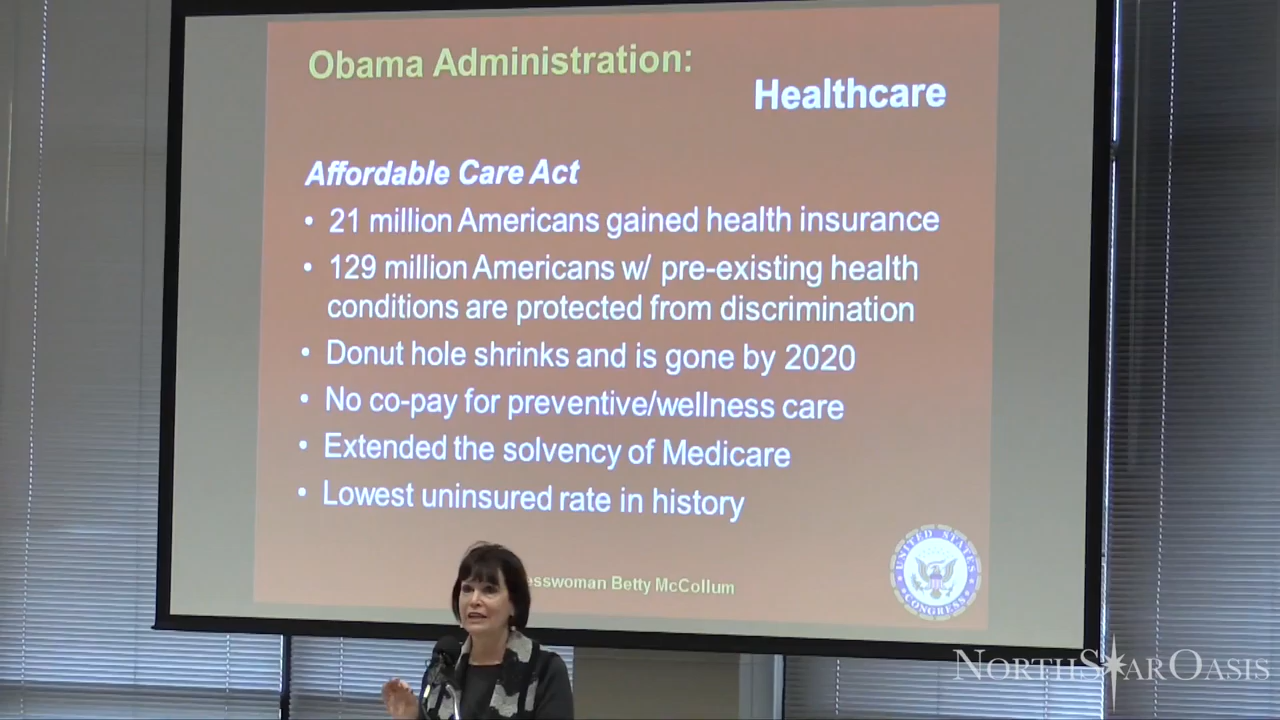 Obama Administration:
Healthcare
Affordable Care Act
• 21 million Americans gained health insurance
• 129 million Americans w/ pre-existing health
conditions are protected from discrimination
• Donut hole shrinks and is gone by 2020
• No co-pay for preventive/wellness care
• Extended the solvency of Medicare
• Lowest uninsured rate in history
esswoman Betty McCollum
UNITED STATES
CONGRESS
NORTHSTAROASIS